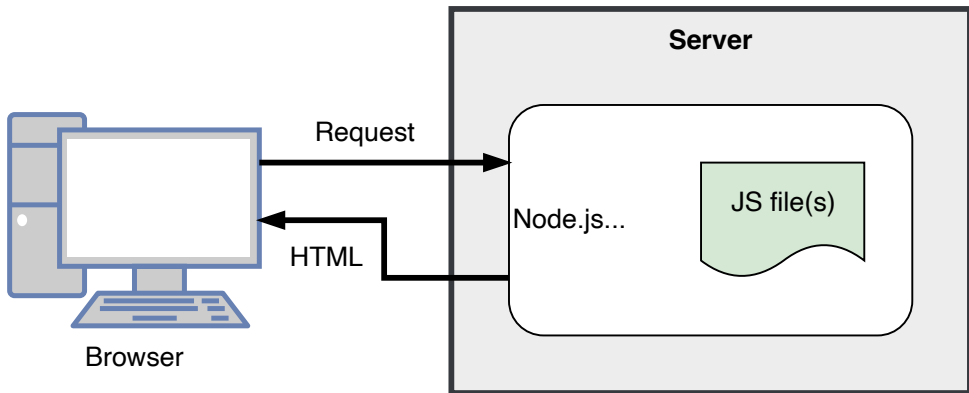 Server
Request
JS file(s)
Node.js...
HTML
Browser